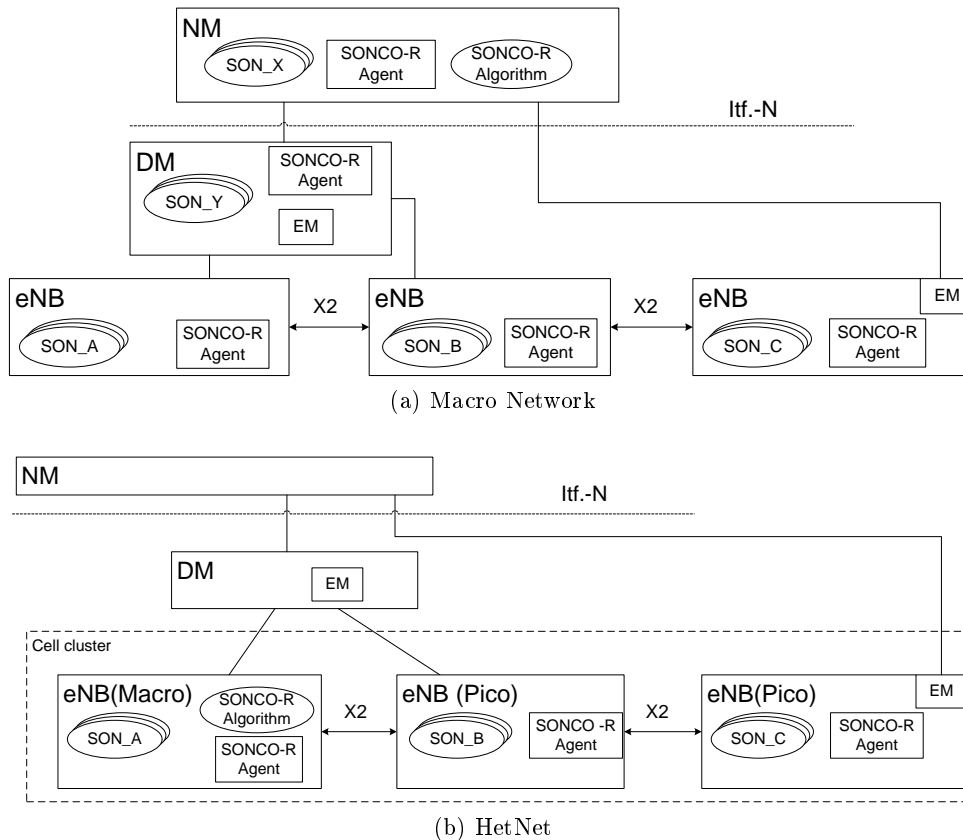 NM
SON_X
SONCO-R
Agent
SONCO-R
Algorithm
Itf.-N
DM
SONCO-R
Agent
SON_Y
EM
eNB
SON_A
SONCO-R
Agent
X2
eNB
SON_B
SONCO-R
Agent
X2
eNB
EM
SON_C
SONCO-R
Agent
(a) Macro Network
NM
Itf.-N
DM
EM
Cell cluster
eNB(Macro)
SON_A
SONCO-R
Algorithm
SONCO-R
Agent
X2
eNB (Pico)
SON_B
SONCO -R
Agent
X2
eNB(Pico)
EM
SON_C
SONCO-R
Agent
(b) HetNet